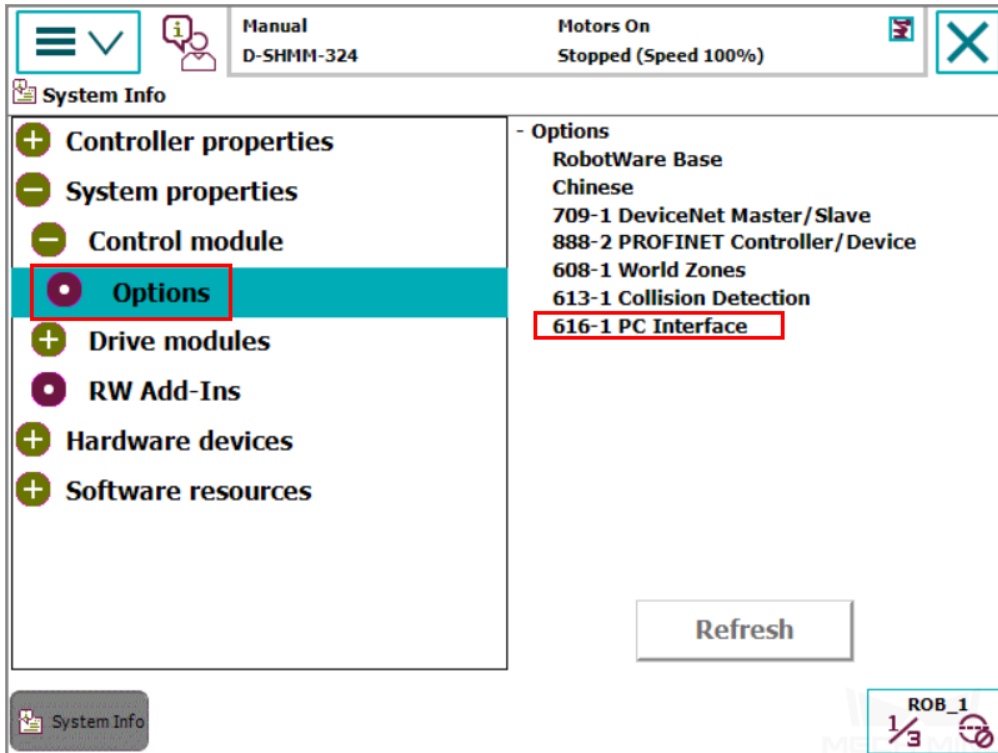 Manual
D-SHMM-324
Motors On
Stopped (Speed 100%)
System Info
Controller properties
System properties
Control module
Options
Drive modules
RW Add-Ins
Hardware devices
Software resources
- Options
RobotWare Base
Chinese
709-1 DeviceNet Master/Slave
888-2 PROFINET Controller/Device
608-1 World Zones
613-1 Collision Detection
616-1 PC Interface
Refresh
System Info
ROB_1
1/3